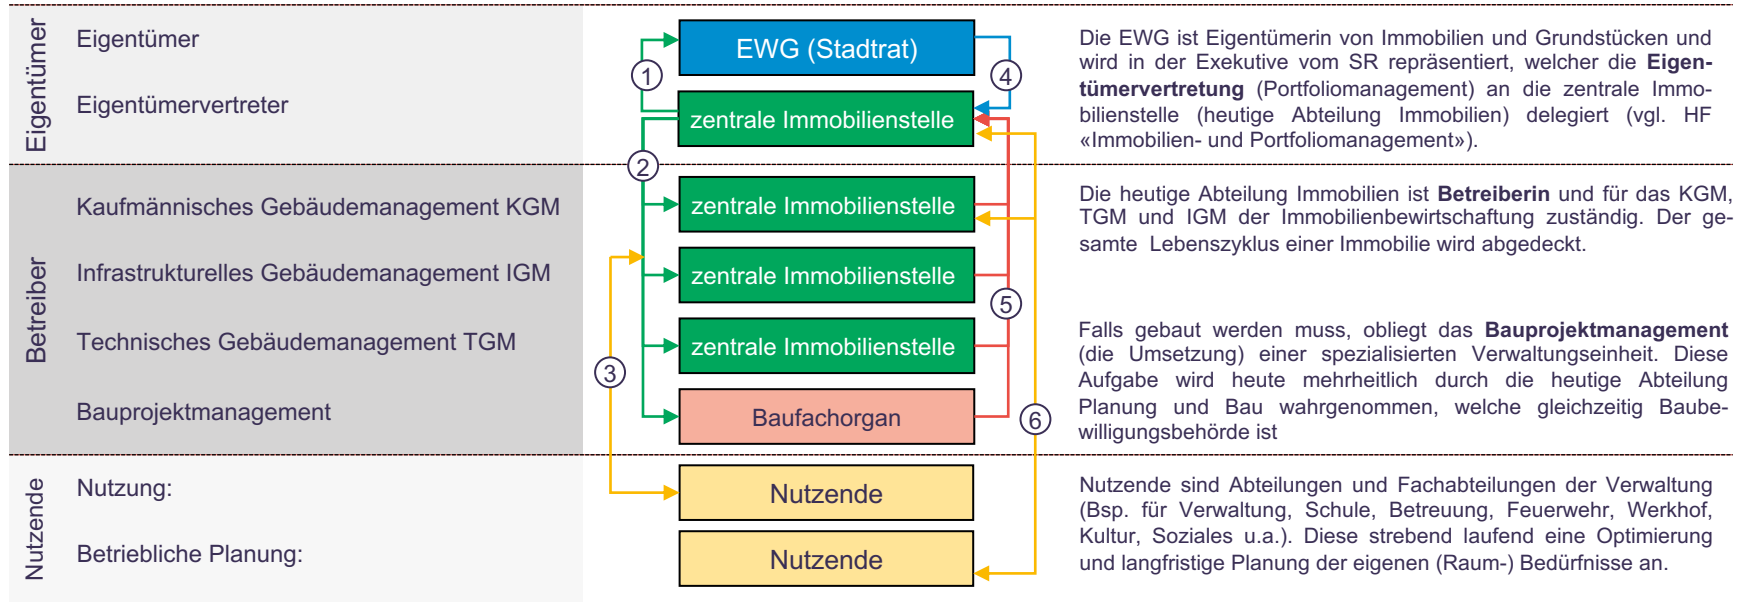 Eigentümer
Eigentümer
Eigentümervertreter
EWG (Stadtrat)
zentrale Immobilienstelle
1
4
Die EWG ist Eigentümerin von Immobilien und Grundstücken und
wird in der Exekutive vom SR repräsentiert, welcher die Eigen-
tümervertretung (Portfoliomanagement) an die zentrale Immo-
bilienstelle (heutige Abteilung Immobilien) delegiert (vgl. HF
«Immobilien- und Portfoliomanagement»).
2
Betreiber
Kaufmännisches Gebäudemanagement KGM
Infrastrukturelles Gebäudemanagement IGM
Technisches Gebäudemanagement TGM
Bauprojektmanagement
zentrale Immobilienstelle
zentrale Immobilienstelle
zentrale Immobilienstelle
Baufachorgan
3
5
6
Die heutige Abteilung Immobilien ist Betreiberin und für das KGM,
TGM und IGM der Immobilienbewirtschaftung zuständig. Der ge-
samte Lebenszyklus einer Immobilie wird abgedeckt.
Falls gebaut werden muss, obliegt das Bauprojektmanagement
(die Umsetzung) einer spezialisierten Verwaltungseinheit. Diese
Aufgabe wird heute mehrheitlich durch die heutige Abteilung
Planung und Bau wahrgenommen, welche gleichzeitig Baube-
willigungsbehörde ist
Nutzende
Nutzung:
Betriebliche Planung:
Nutzende
Nutzende
Nutzende sind Abteilungen und Fachabteilungen der Verwaltung
(Bsp. für Verwaltung, Schule, Betreuung, Feuerwehr, Werkhof,
Kultur, Soziales u.a.). Diese strebend laufend eine Optimierung
und langfristige Planung der eigenen (Raum-) Bedürfnisse an.